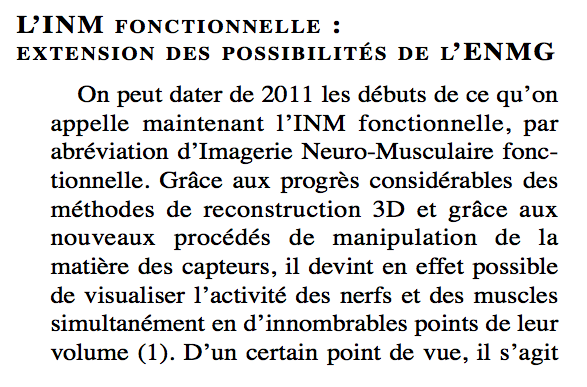 L’INM FONCTIONNELLE :
EXTENSION DES POSSIBILITÉS DE L’ENMG
On peut dater de 2011 les débuts de ce qu’on
appelle maintenant l’INM fonctionnelle, par
abréviation d’Imagerie Neuro-Musculaire fonc-
tionnelle. Grâce aux progrès considérables des
méthodes de reconstruction 3D et grâce aux
nouveaux procédés de manipulation de la
matière des capteurs, il devint en effet possible
de visualiser l’activité des nerfs et des muscles
simultanément en d’innombrables points de leur
volume (1). D’un certain point de vue, il s’agit